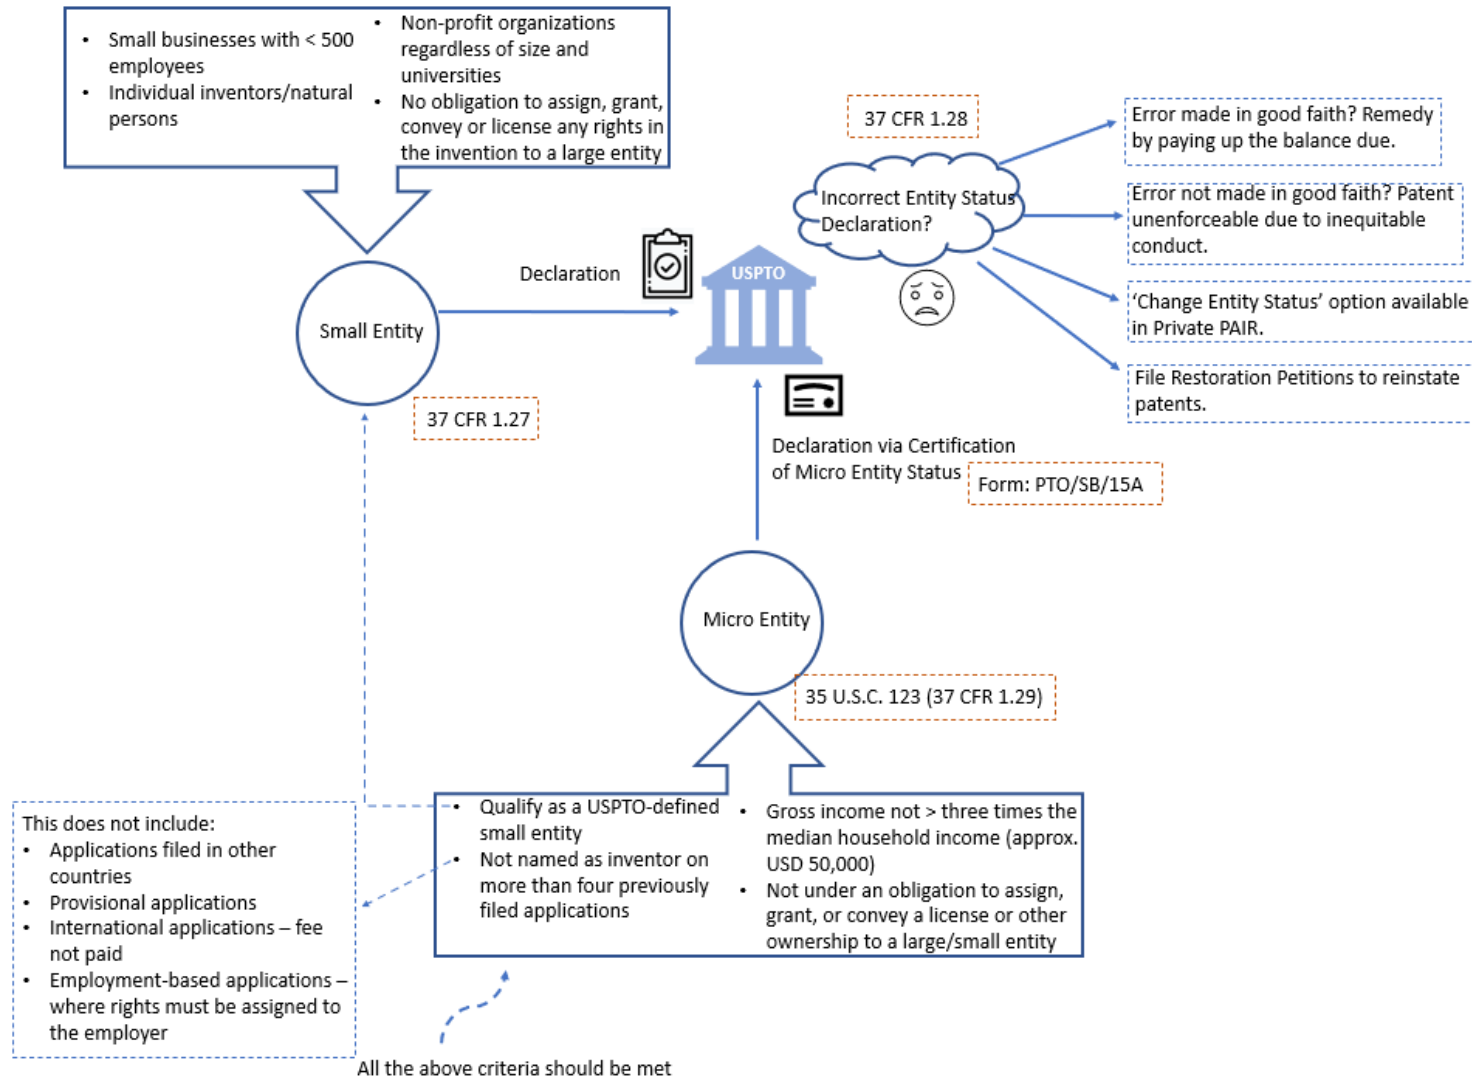 • Small businesses with < 500
employees
• Individual inventors/natural
persons
• Non-profit organizations
regardless of size and
universities
• No obligation to assign, grant,
convey or license any rights in
the invention to a large entity
37 CFR 1.28
Incorrect Entity Status
Declaration?
Error made in good faith? Remedy
by paying up the balance due.
Error not made in good faith? Patent
unenforceable due to inequitable
conduct.
‘Change Entity Status’ option available
in Private PAIR.
File Restoration Petitions to reinstate
patents.
Declaration
USPTO
Small Entity
37 CFR 1.27
Declaration via Certification
of Micro Entity Status
Form: PTO/SB/15A
Micro Entity
35 U.S.C. 123 (37 CFR 1.29)
• Qualify as a USPTO-defined
small entity
• Not named as inventor on
more than four previously
filed applications
• Gross income not > three times the
median household income (approx.
USD 50,000)
• Not under an obligation to assign,
grant, or convey a license or other
ownership to a large/small entity
This does not include:
• Applications filed in other
countries
• Provisional applications
• International applications – fee
not paid
• Employment-based applications –
where rights must be assigned to
the employer
All the above criteria should be met